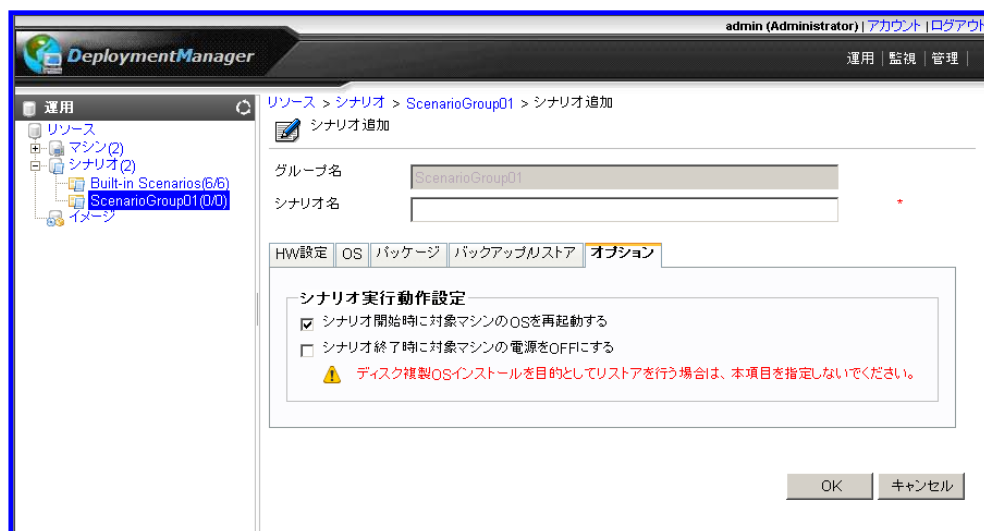 admin (Administrator) | アカウント | ログアウト
DeploymentManager
運用 | 監視 | 管理 |
運用
リソース
マシン(2)
シナリオ(2)
Built-in Scenarios(6/6)
ScenarioGroup01(0/0)
イメージ
リソース > シナリオ > ScenarioGroup01 > シナリオ追加
シナリオ追加
グループ名 ScenarioGroup01
シナリオ名 *
HW設定 OS パッケージ バックアップ/リストア オプション
シナリオ実行動作設定
シナリオ開始時に対象マシンのOSを再起動する
シナリオ終了時に対象マシンの電源をOFFにする
ディスク複製OSインストールを目的としてリストアを行う場合は、本項目を指定しないでください。
OK キャンセル